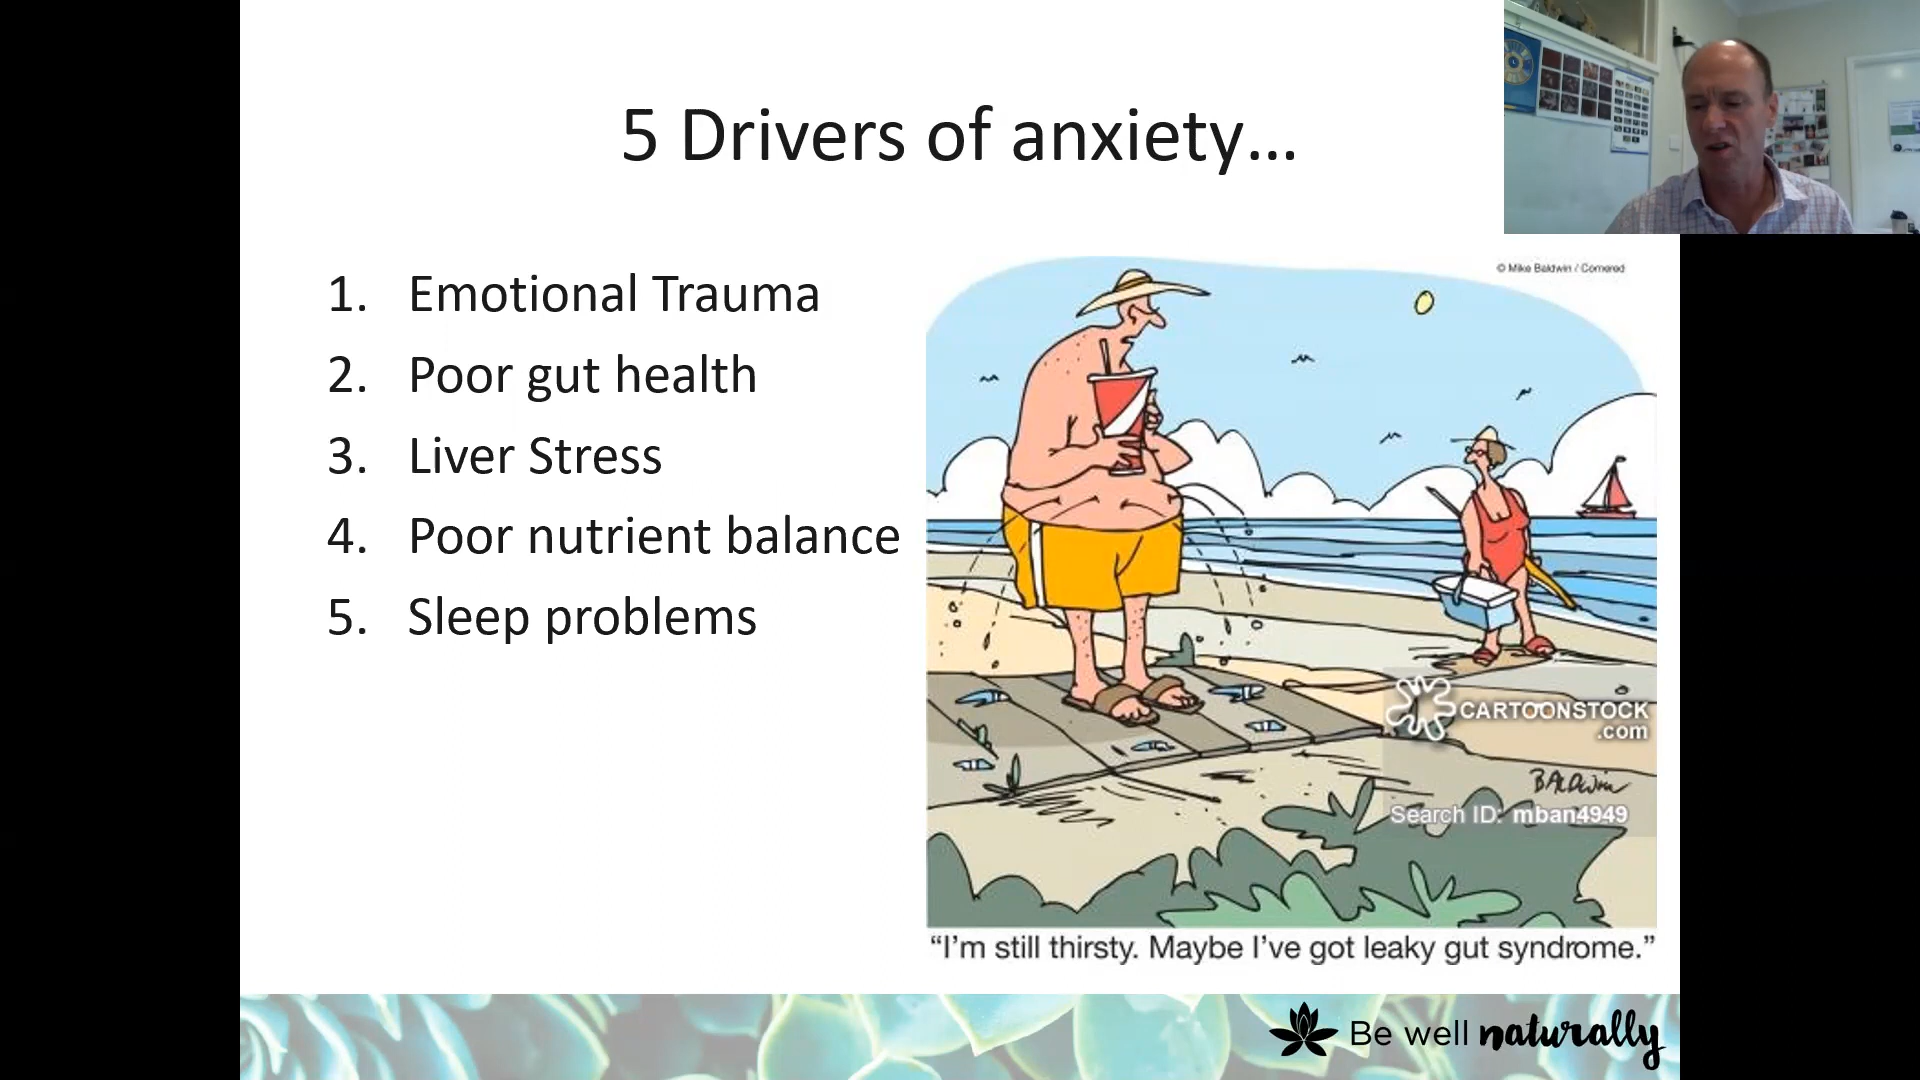 5 Drivers of anxiety...
1. Emotional Trauma
2. Poor gut health
3. Liver Stress
4. Poor nutrient balance
5. Sleep problems
© Mike Baldwin / Cornered
CARTOONSTOCK
.com
BALDWin
Search ID: mban4949
“I’m still thirsty. Maybe I’ve got leaky gut syndrome.”
Be well naturally